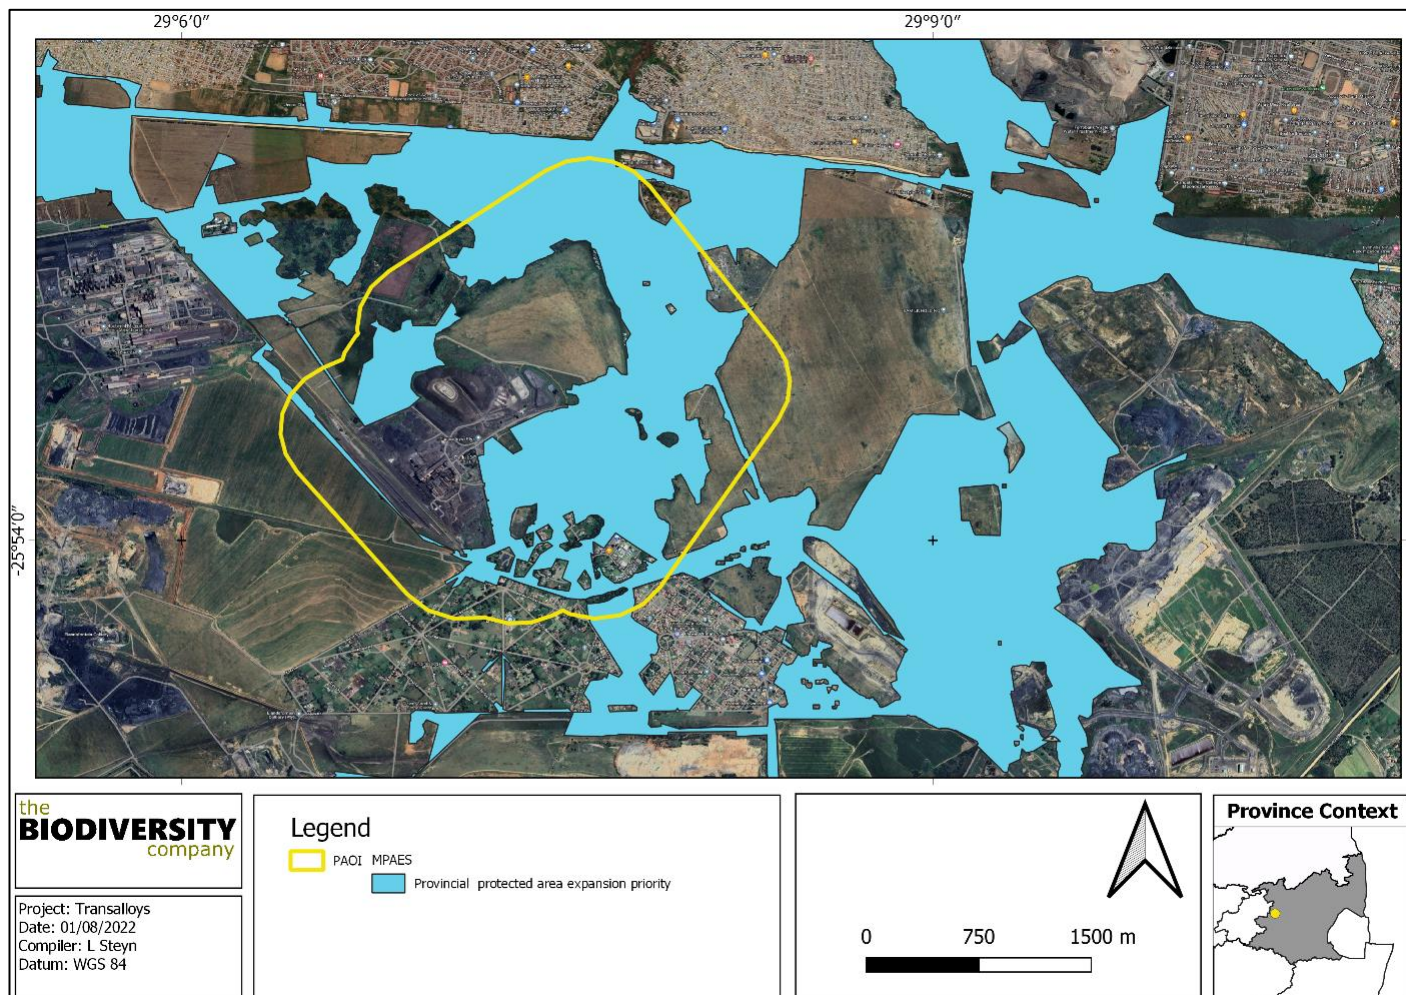 29°6'0"
29°9'0"
-25°54'0"
the
BIODIVERSITY
company
Project: Transalloys
Date: 01/08/2022
Compiler: L Steyn
Datum: WGS 84
Legend
PAOI MPAES
Provincial protected area expansion priority
0 750 1500 m
Province Context